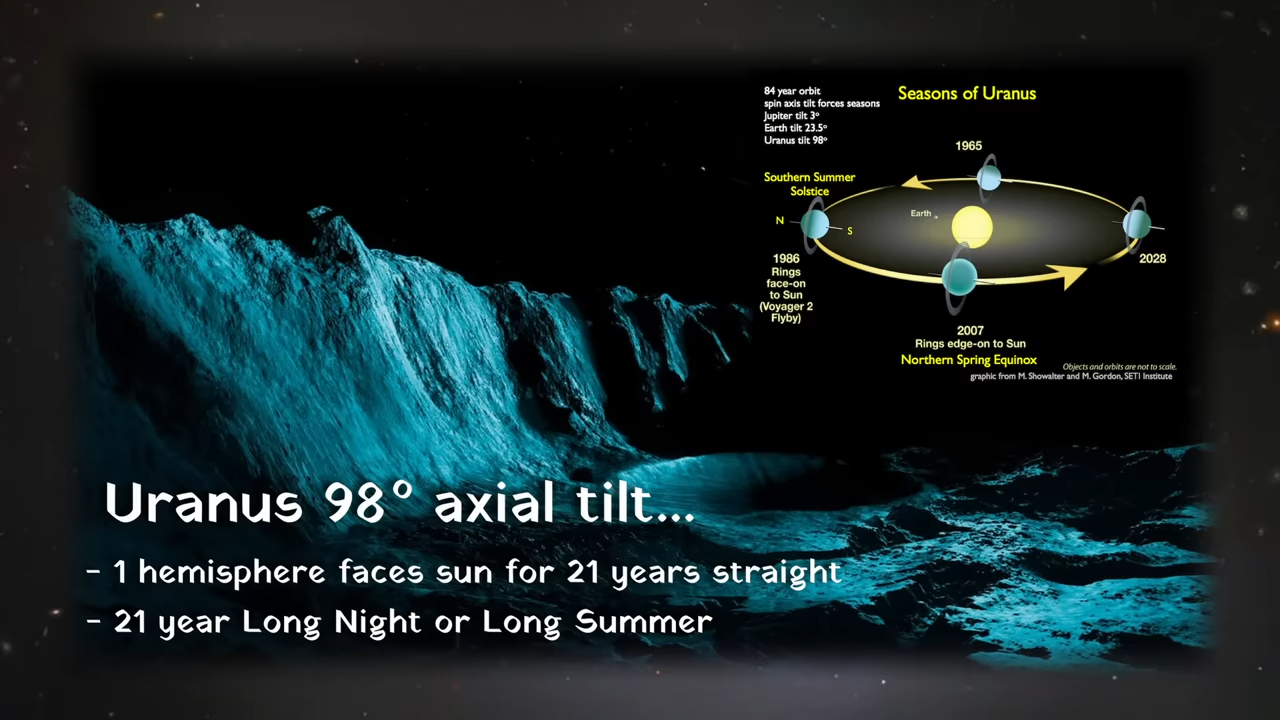 84 year orbit
spin axis tilt forces seasons
Jupiter tilt 3°
Earth tilt 23.5°
Uranus tilt 98°
Seasons of Uranus
1965
Southern Summer
Solstice
Earth
N
S
1986
Rings
face-on
to Sun
(Voyager 2
Flyby)
2028
2007
Rings edge-on to Sun
Northern Spring Equinox
Objects and orbits are not to scale.
graphic from M. Showalter and M. Gordon, SETI Institute
Uranus 98° axial tilt...
- 1 hemisphere faces sun for 21 years straight
- 21 year Long Night or Long Summer